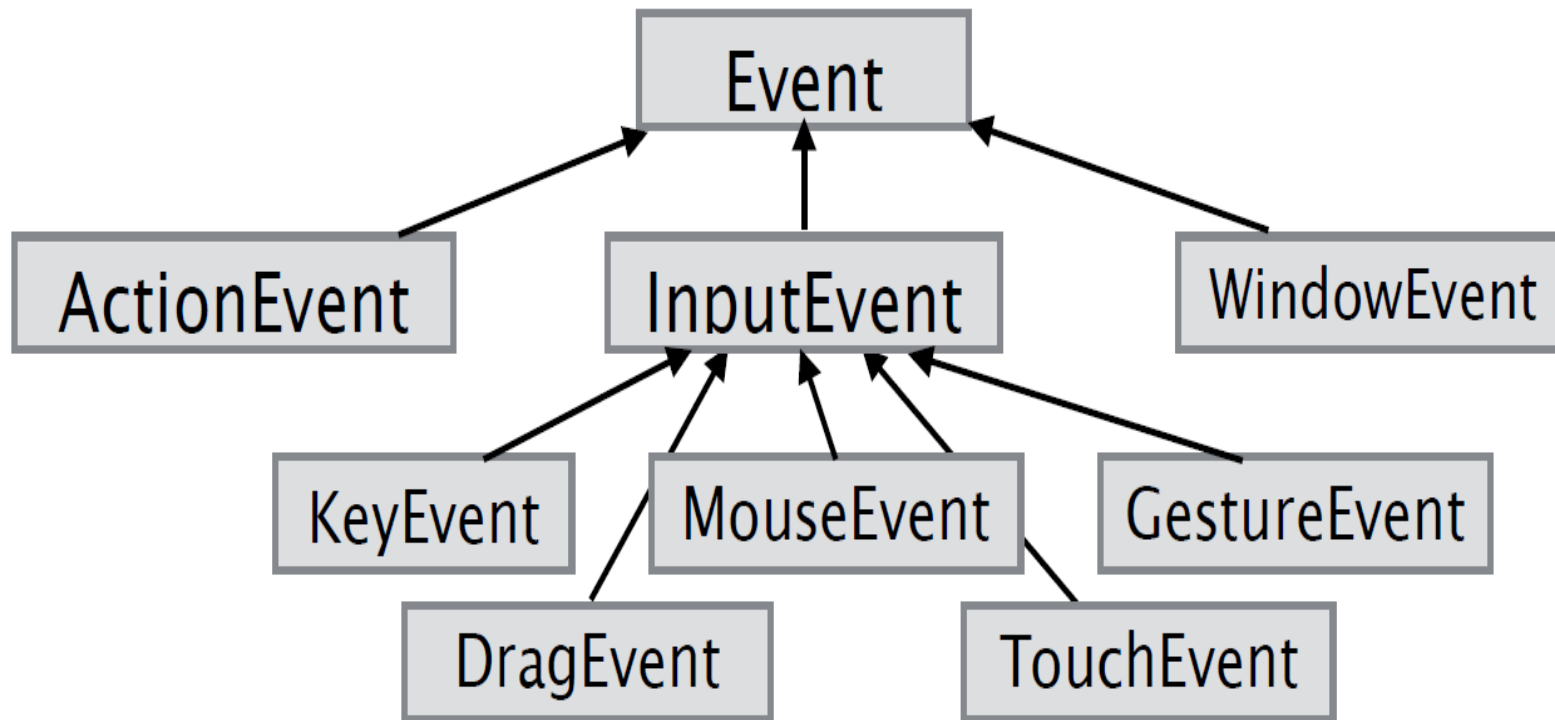 Event
ActionEvent
InputEvent
WindowEvent
KeyEvent
MouseEvent
GestureEvent
DragEvent
TouchEvent